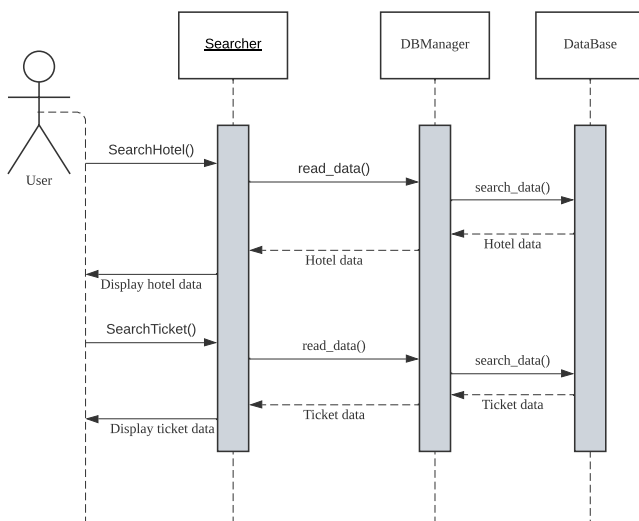 Searcher
DBManager
DataBase
User
SearchHotel()
read_data()
search_data()
Hotel data
Hotel data
Display hotel data
SearchTicket()
read_data()
search_data()
Ticket data
Ticket data
Display ticket data